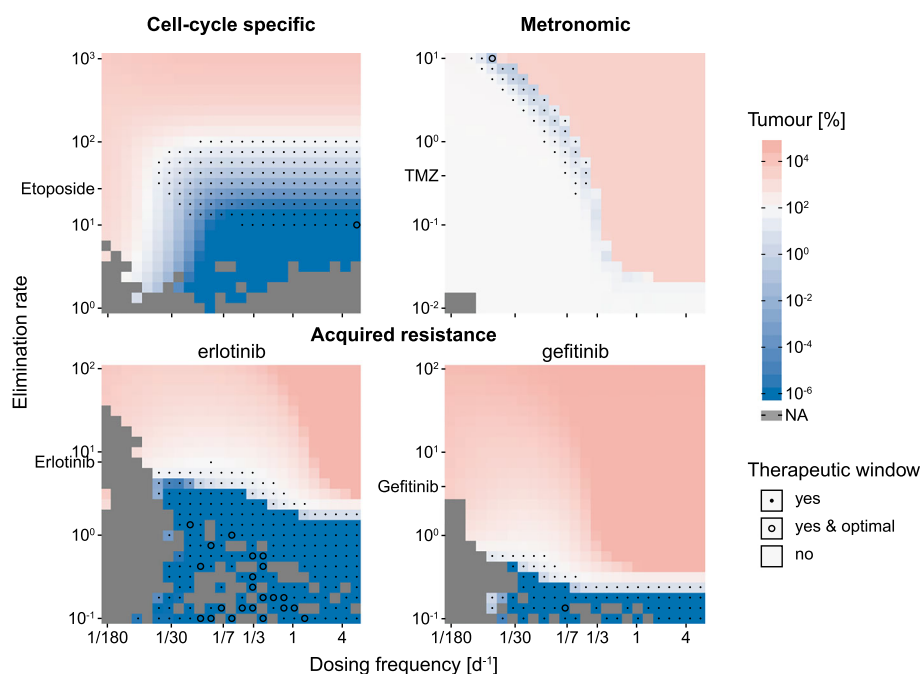 Cell-cycle specific
Metronomic
10³
10²
Etoposide
10¹
10⁰
10¹
10⁰
TMZ
10⁻¹
10⁻²
Elimination rate
Acquired resistance
erlotinib
gefitinib
10²
10¹
Erlotinib
10⁰
10⁻¹
1/180
1/30
1/7
1/3
1
4
10²
10¹
Gefitinib
10⁰
10⁻¹
1/180
1/30
1/7
1/3
1
4
Dosing frequency [d⁻¹]
Tumour [%]
10⁴
10²
10⁰
10⁻²
10⁻⁴
10⁻⁶
NA
Therapeutic window
yes
yes & optimal
no